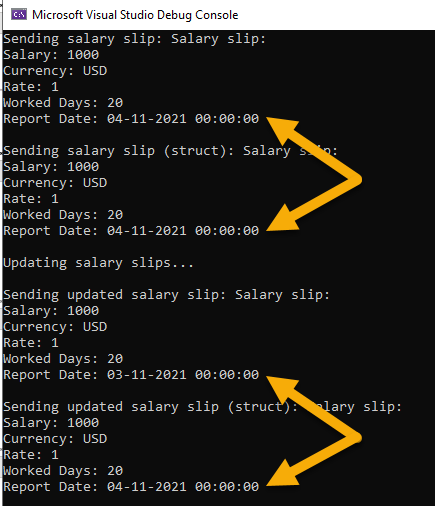 Microsoft Visual Studio Debug Console
Sending salary slip: Salary slip:
Salary: 1000
Currency: USD
Rate: 1
Worked Days: 20
Report Date: 04-11-2021 00:00:00
Sending salary slip (struct): Salary slip:
Salary: 1000
Currency: USD
Rate: 1
Worked Days: 20
Report Date: 04-11-2021 00:00:00
Updating salary slips...
Sending updated salary slip: Salary slip:
Salary: 1000
Currency: USD
Rate: 1
Worked Days: 20
Report Date: 03-11-2021 00:00:00
Sending updated salary slip (struct): Salary slip:
Salary: 1000
Currency: USD
Rate: 1
Worked Days: 20
Report Date: 04-11-2021 00:00:00